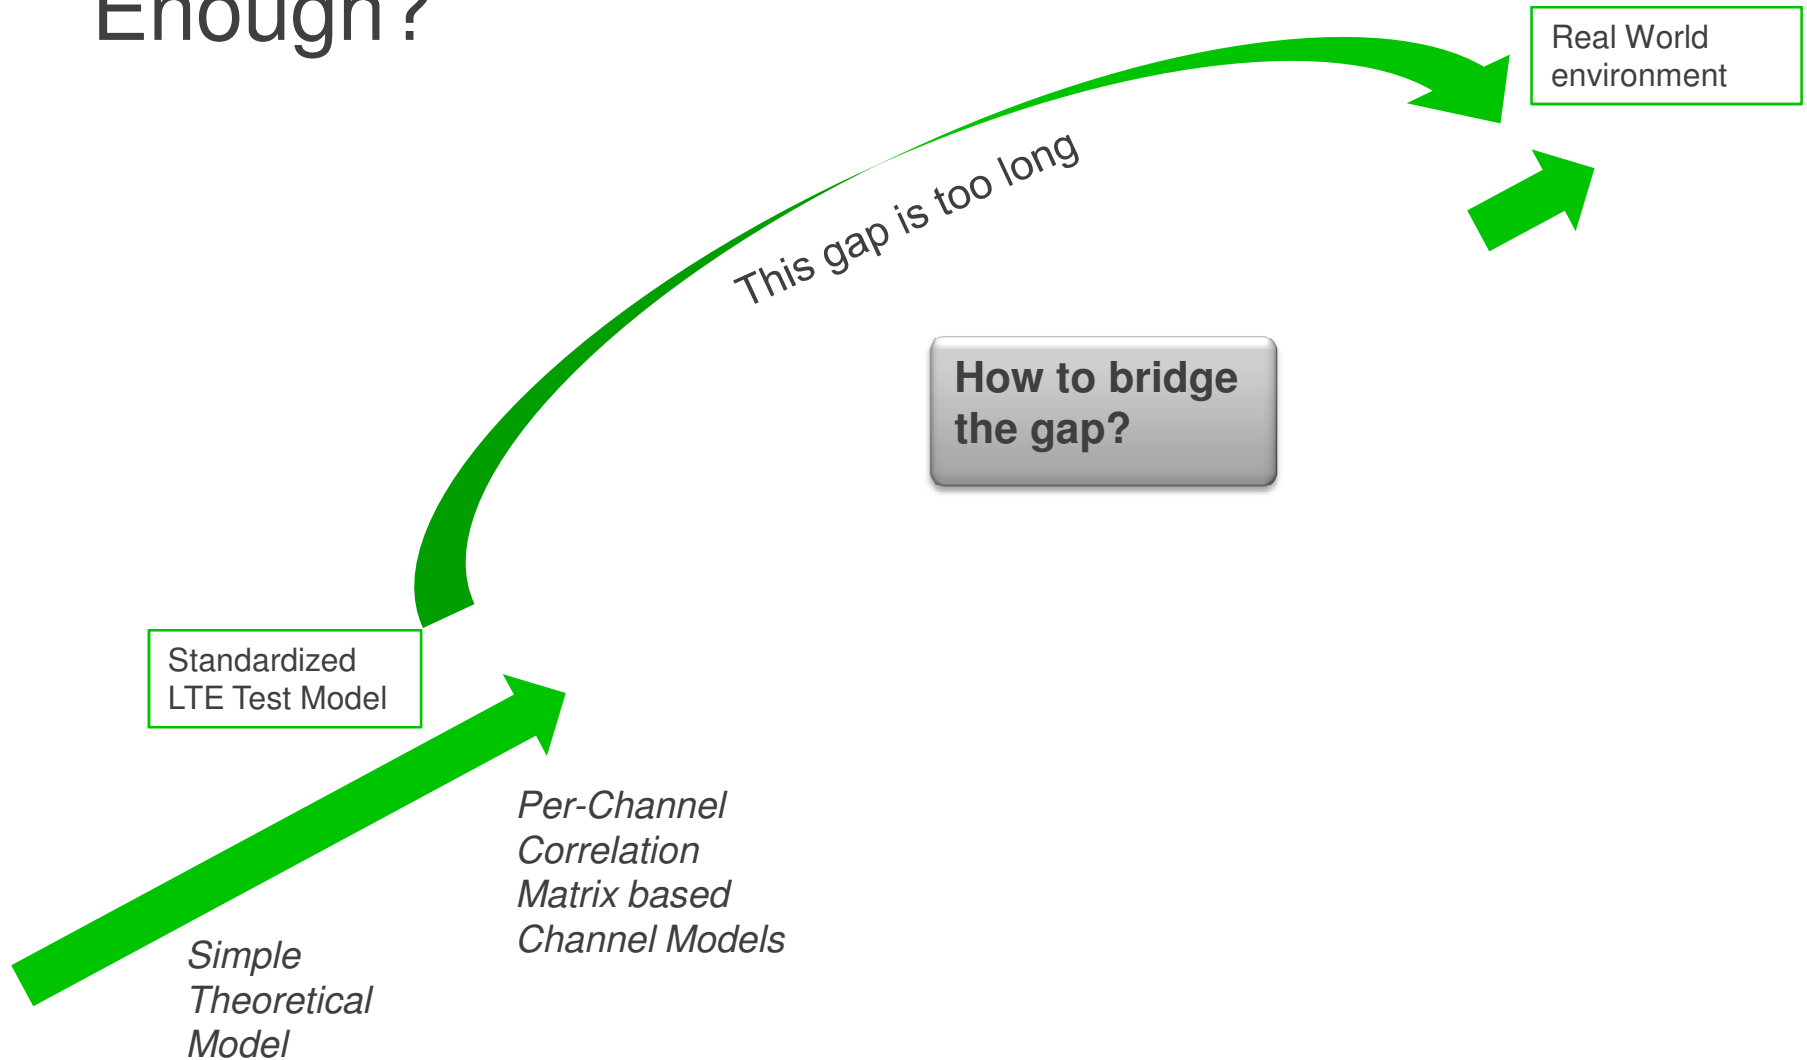 Enough?
Real World
environment
This gap is too long
How to bridge
the gap?
Standardized
LTE Test Model
Per-Channel
Correlation
Matrix based
Channel Models
Simple
Theoretical
Model